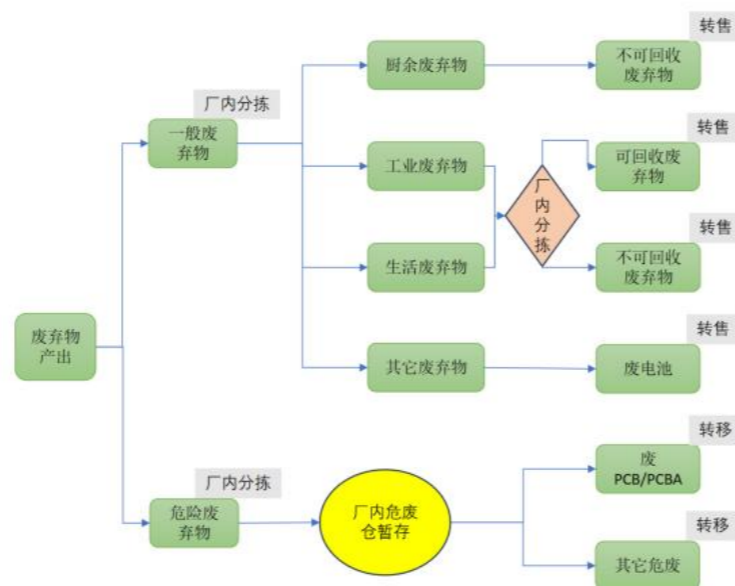 转售
厨余废弃物
不可回收
废弃物
厂内分拣
一般废
弃物
转售
工业废弃物
厂
内
分
拣
可回收废
弃物
转售
生活废弃物
不可回收
废弃物
废弃物
产出
转售
其它废弃物
废电池
转移
废
PCB/PCBA
厂内分拣
危险废
弃物
厂内危废
仓暂存
转移
其它危废